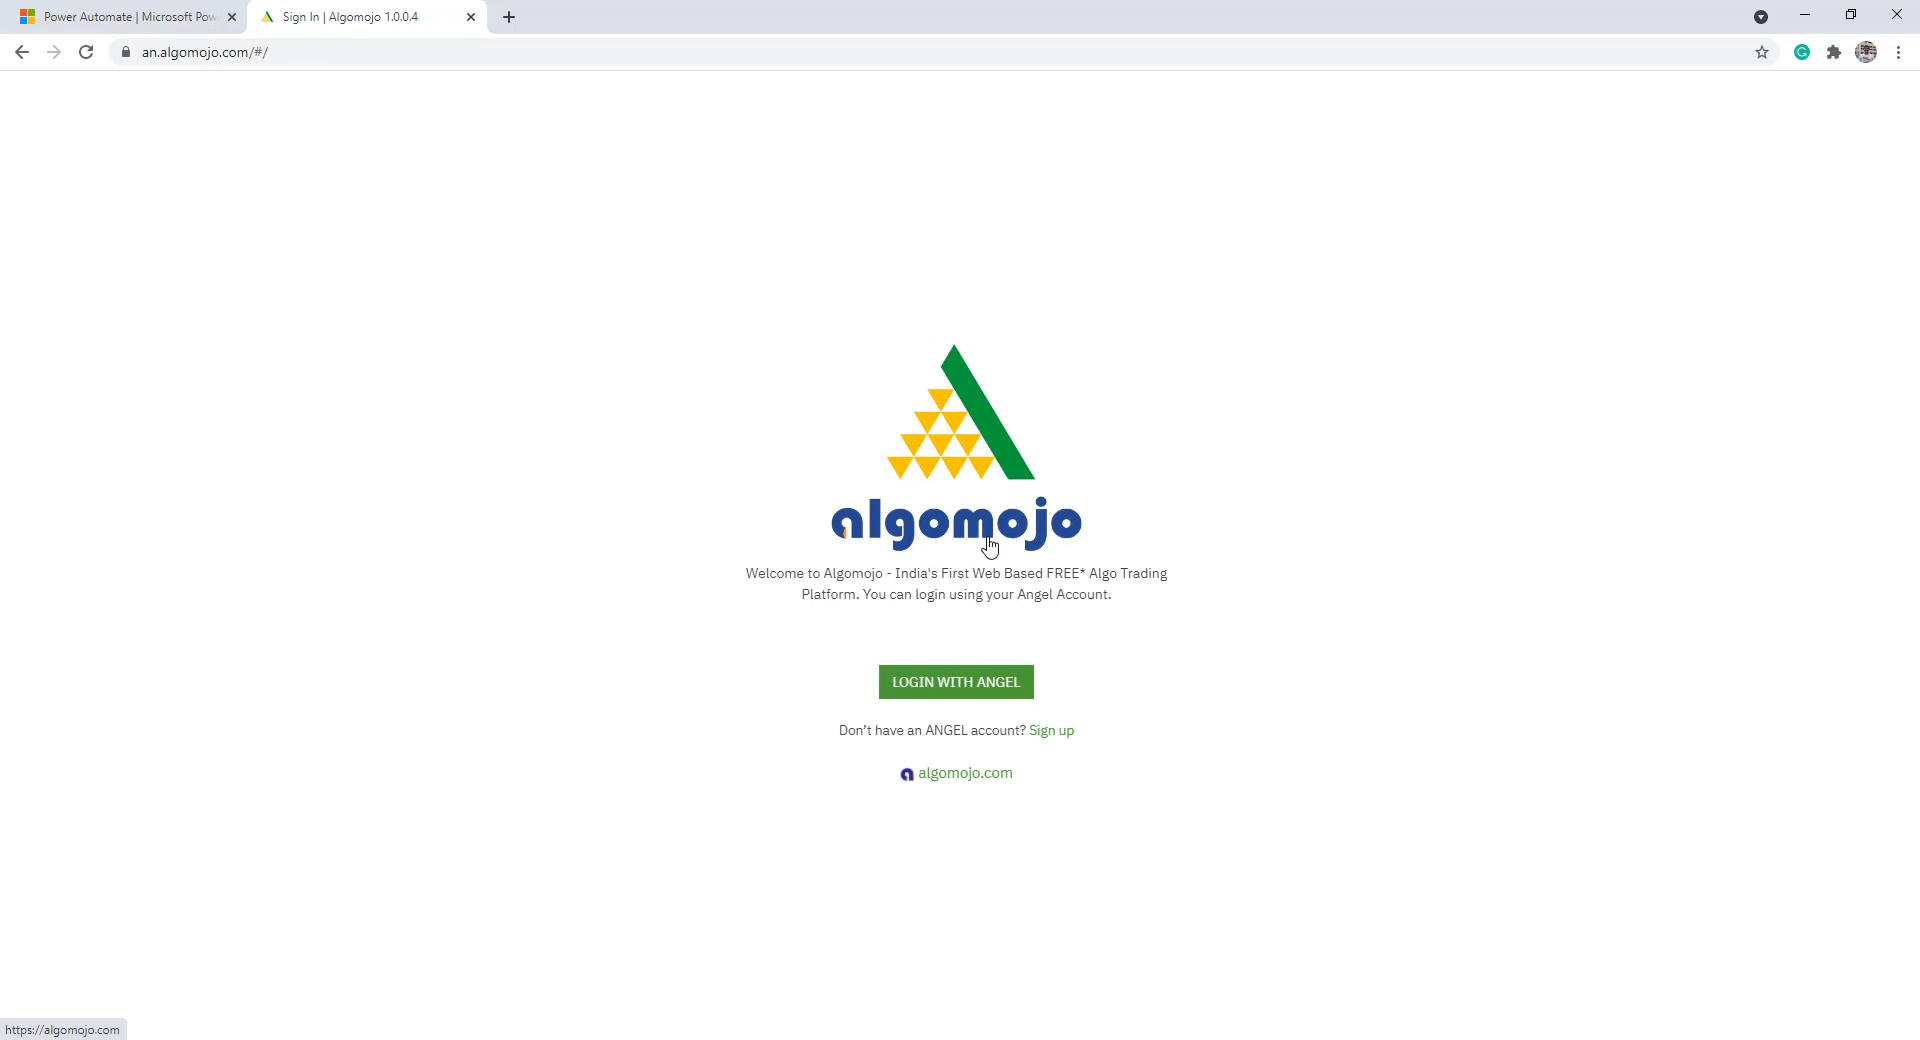 Power Automate | Microsoft Pow
Sign In | Algomojo 1.0.0.4
an.algomojo.com/#/
algomojo
Welcome to Algomojo - India's First Web Based FREE* Algo Trading
Platform. You can login using your Angel Account.
LOGIN WITH ANGEL
Don't have an ANGEL account? Sign up
algomojo.com
https://algomojo.com